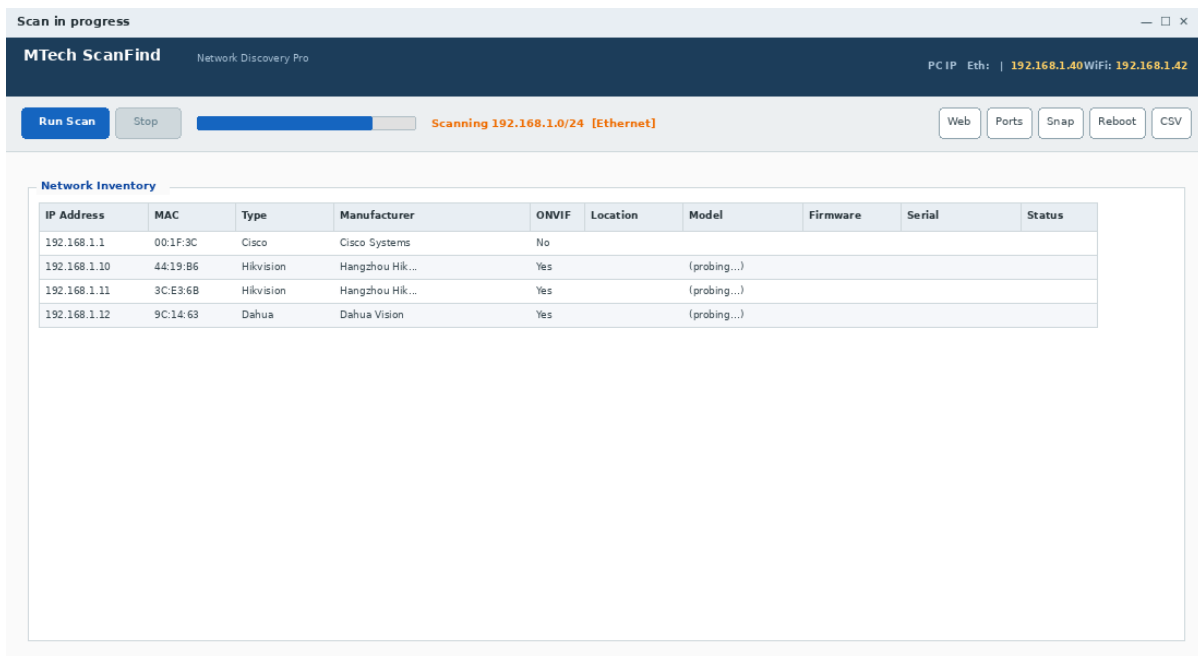 Scan in progress
MTech ScanFind Network Discovery Pro PC IP Eth: | 192.168.1.40WiFi: 192.168.1.42
Run Scan Stop Scanning 192.168.1.0/24 [Ethernet] Web Ports Snap Reboot CSV
Network Inventory
IP Address MAC Type Manufacturer ONVIF Location Model Firmware Serial Status
192.168.1.1 00:1F:3C Cisco Cisco Systems No
192.168.1.10 44:19:B6 Hikvision Hangzhou Hik... Yes (probing...)
192.168.1.11 3C:E3:6B Hikvision Hangzhou Hik... Yes (probing...)
192.168.1.12 9C:14:63 Dahua Dahua Vision Yes (probing...)